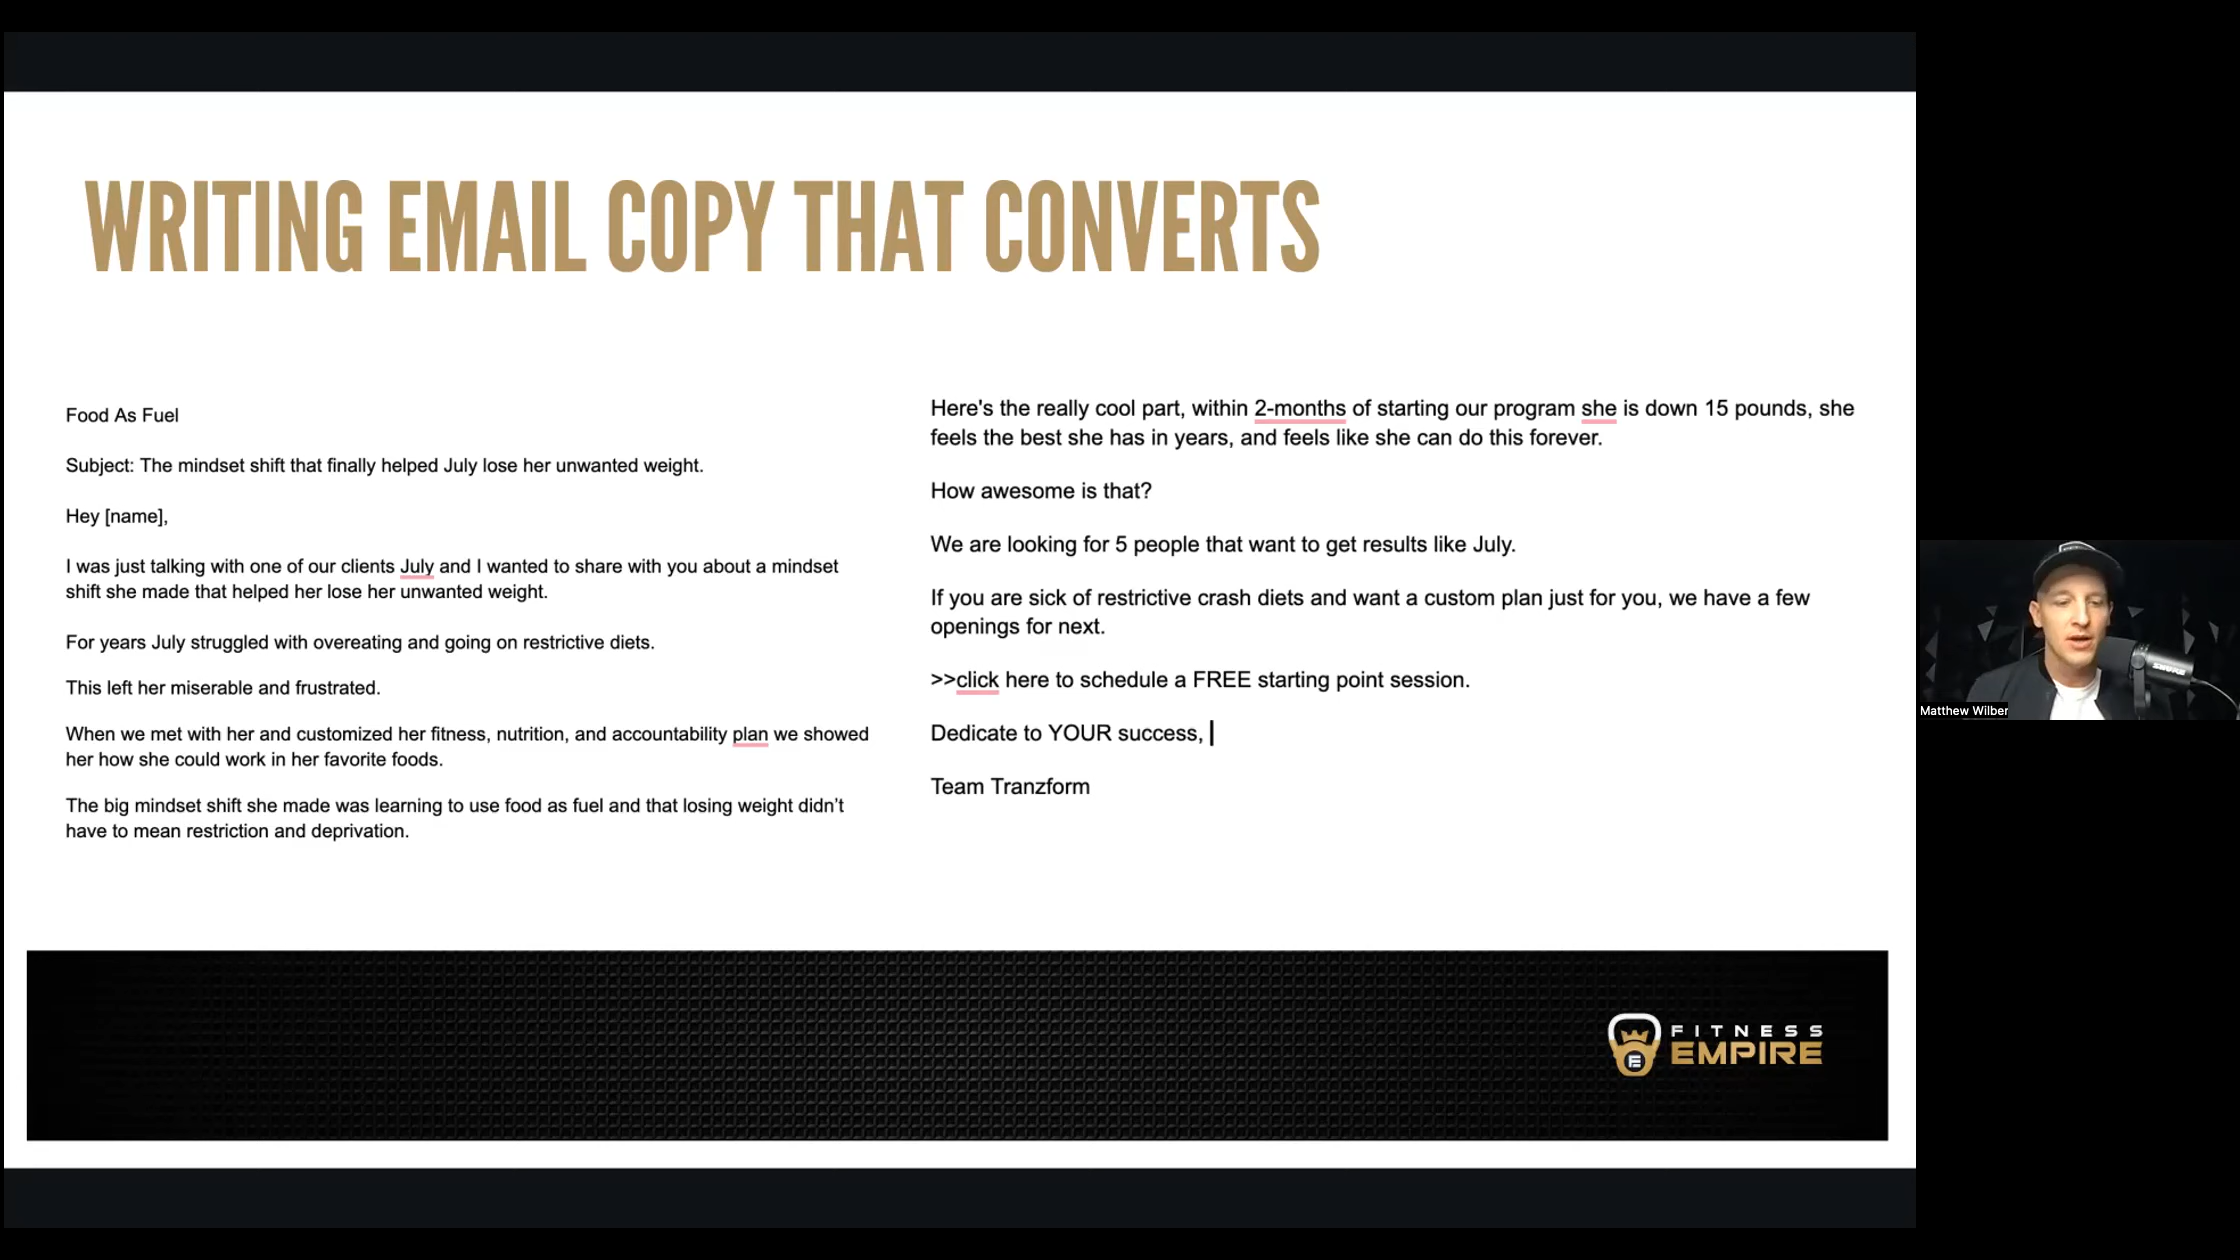 WRITING EMAIL COPY THAT CONVERTS
Food As Fuel
Subject: The mindset shift that finally helped July lose her unwanted weight.
Hey [name],
I was just talking with one of our clients July and I wanted to share with you about a mindset
shift she made that helped her lose her unwanted weight.
For years July struggled with overeating and going on restrictive diets.
This left her miserable and frustrated.
When we met with her and customized her fitness, nutrition, and accountability plan we showed
her how she could work in her favorite foods.
The big mindset shift she made was learning to use food as fuel and that losing weight didn’t
have to mean restriction and deprivation.
Here's the really cool part, within 2-months of starting our program she is down 15 pounds, she
feels the best she has in years, and feels like she can do this forever.
How awesome is that?
We are looking for 5 people that want to get results like July.
If you are sick of restrictive crash diets and want a custom plan just for you, we have a few
openings for next.
>>click here to schedule a FREE starting point session.
Dedicate to YOUR success,
Team Tranzform
SHURE
Matthew Wilber
E
FITNESS
EMPIRE